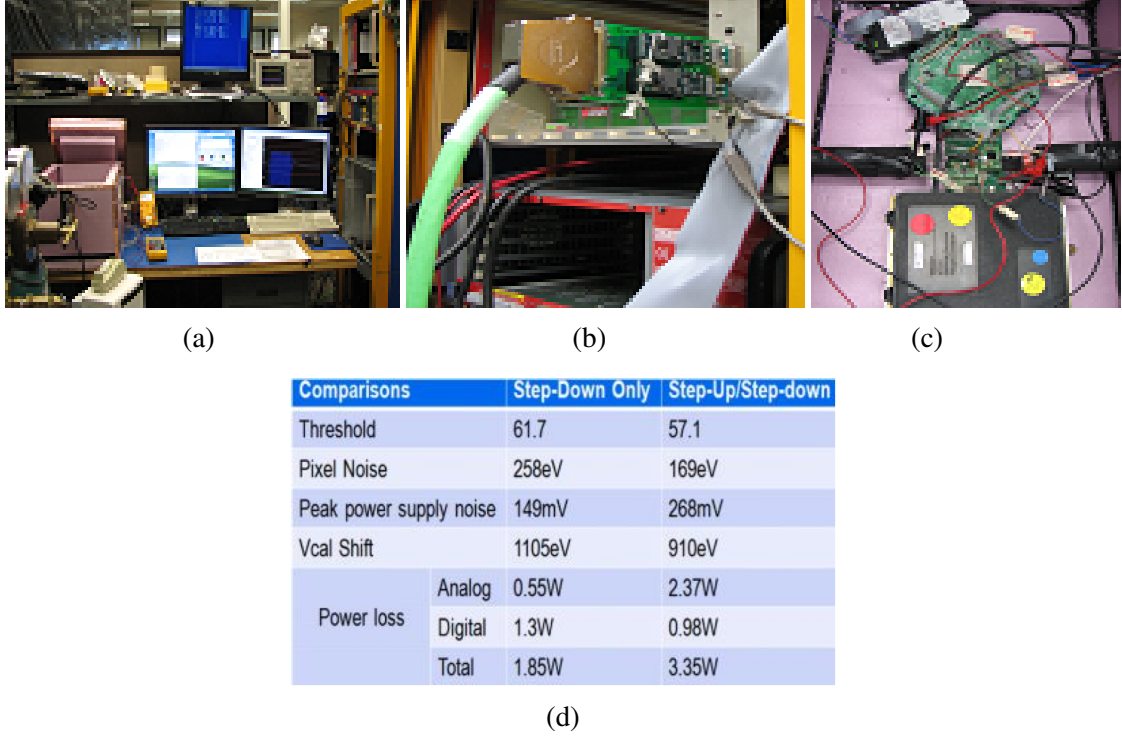 (a)
(b)
(c)
Comparisons Step-Down Only Step-Up/Step-down
Threshold 61.7 57.1
Pixel Noise 258eV 169eV
Peak power supply noise 149mV 268mV
Vcal Shift 1105eV 910eV
Power loss Analog 0.55W 2.37W
Digital 1.3W 0.98W
Total 1.85W 3.35W
(d)